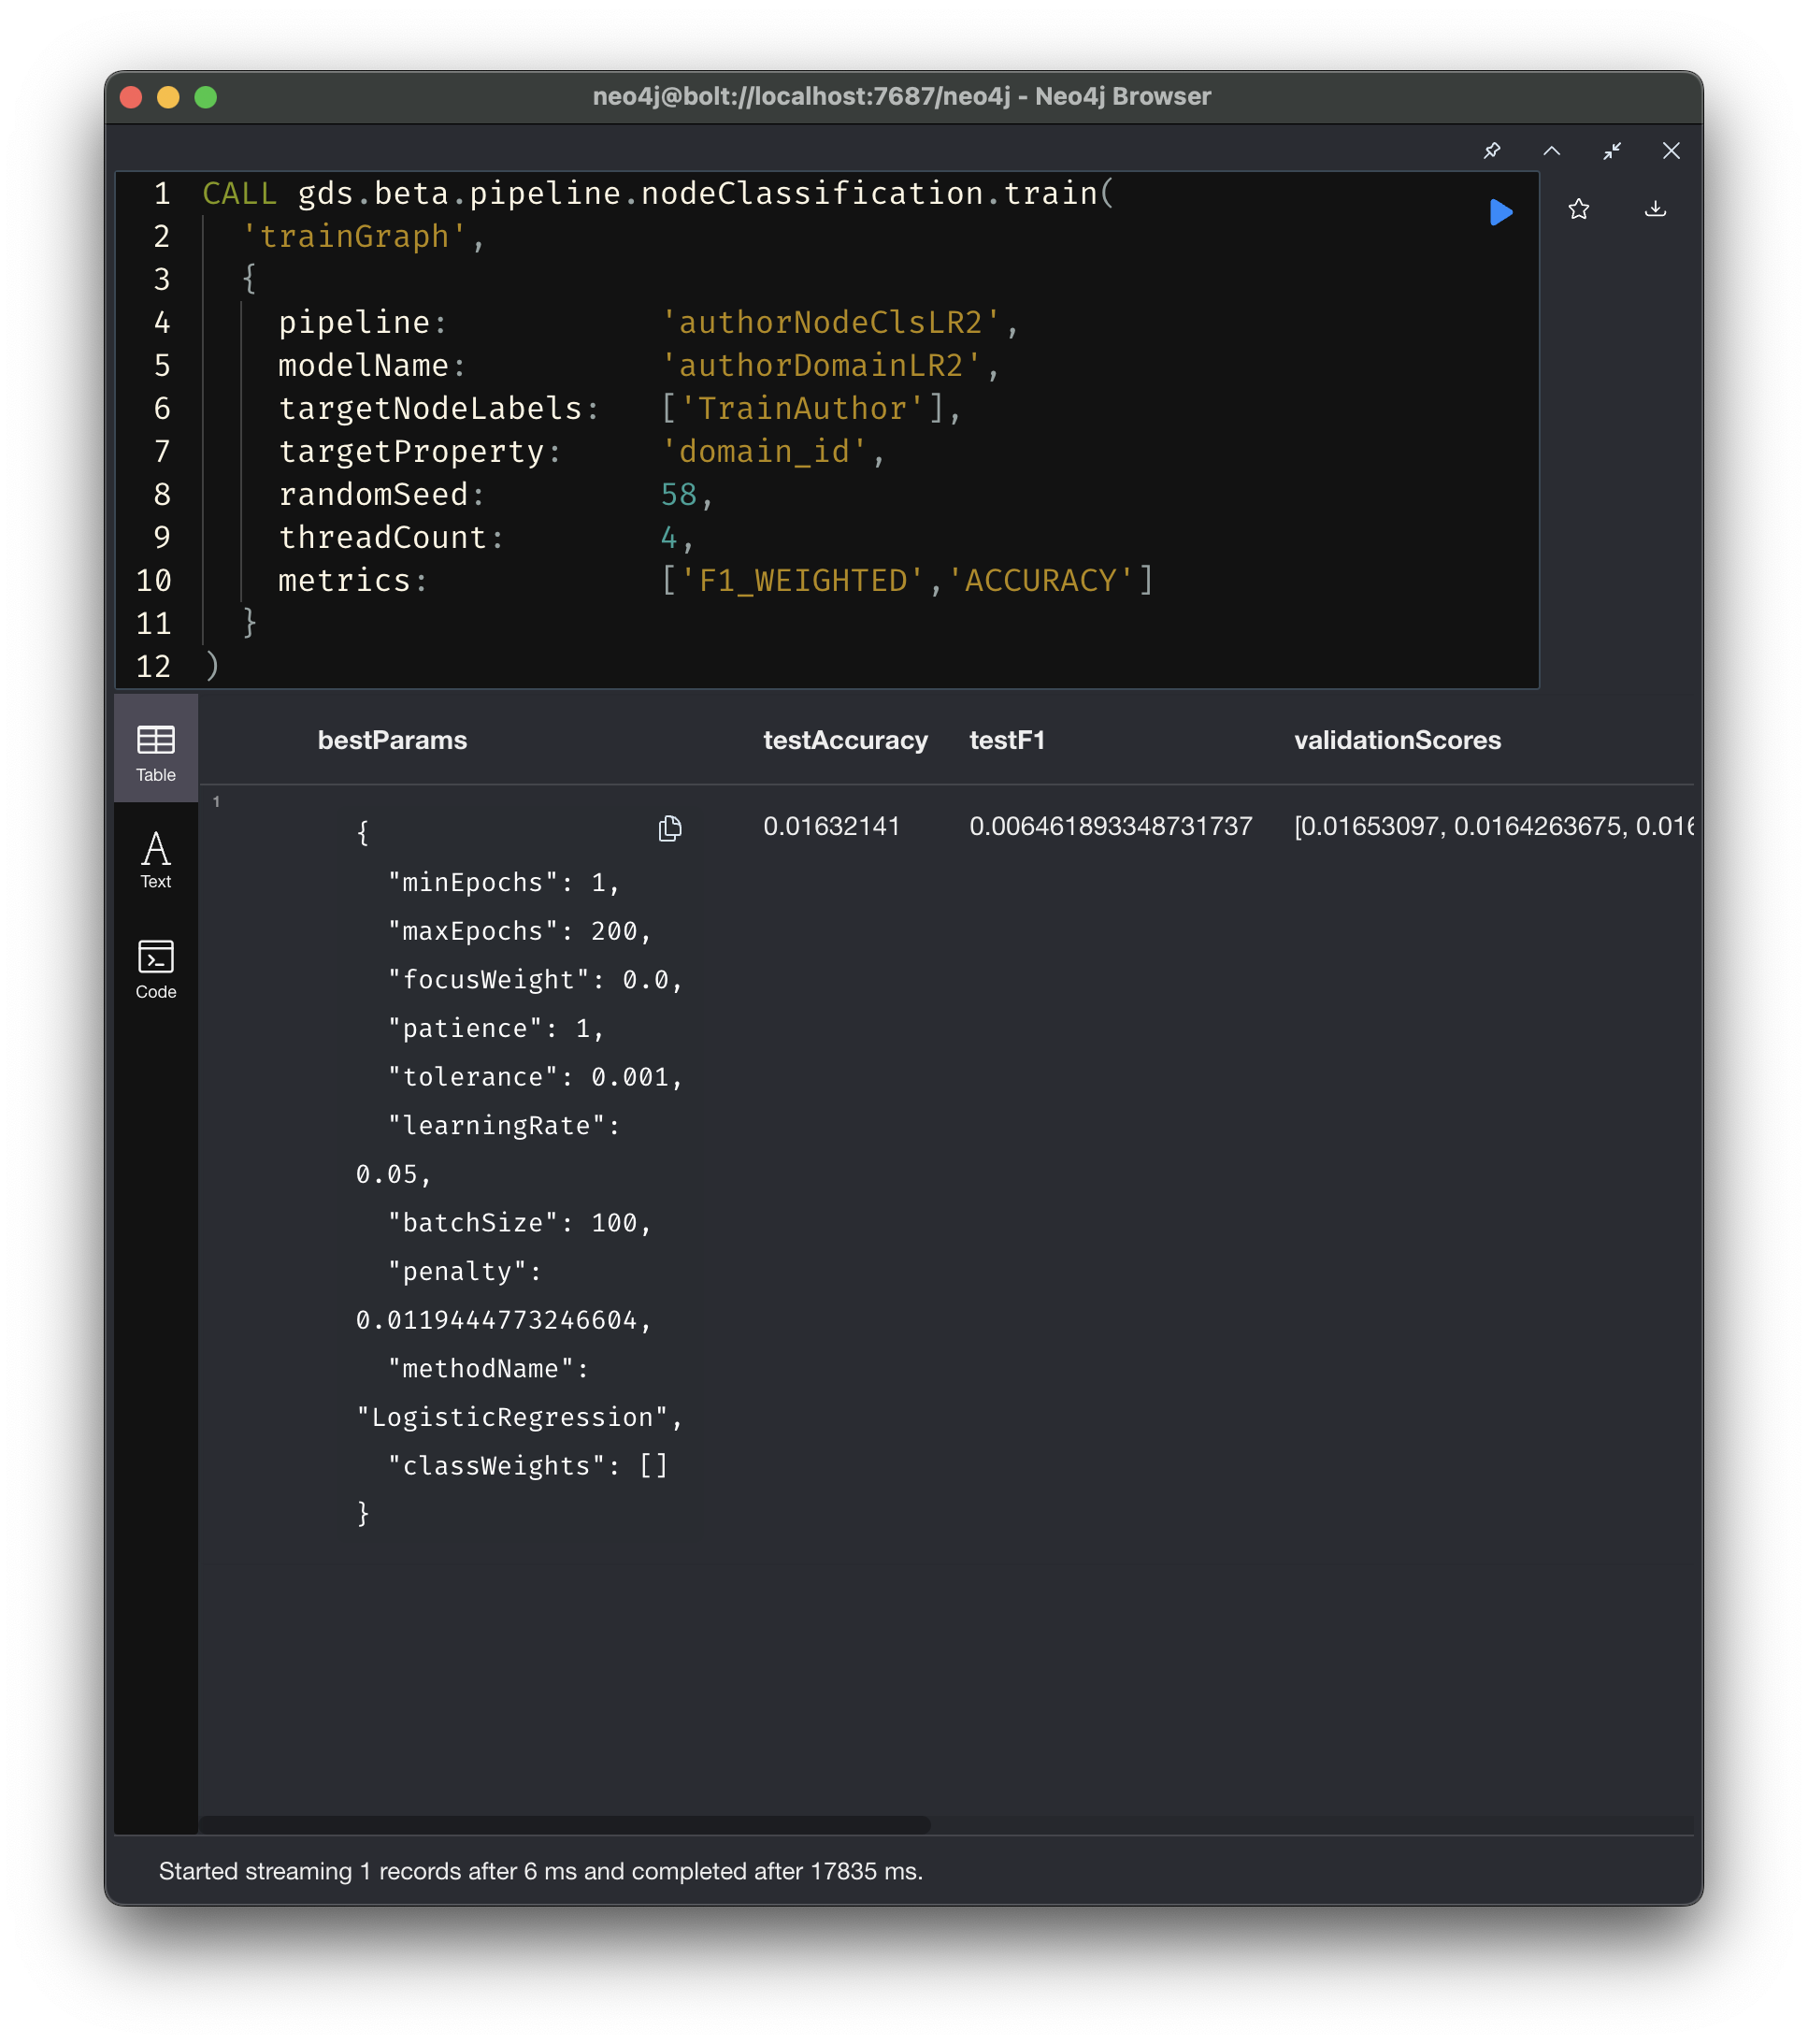 neo4j@bolt://localhost:7687/neo4j - Neo4j Browser
1 CALL gds.beta.pipeline.nodeClassification.train(
2 'trainGraph',
3 {
4 pipeline: 'authorNodeClsLR2',
5 modelName: 'authorDomainLR2',
6 targetNodeLabels: ['TrainAuthor'],
7 targetProperty: 'domain_id',
8 randomSeed: 58,
9 threadCount: 4,
10 metrics: ['F1_WEIGHTED','ACCURACY']
11 }
12 )
Table
Text
Code
bestParams testAccuracy testF1 validationScores
1
{ 0.01632141 0.006461893348731737 [0.01653097, 0.0164263675, 0.016
"minEpochs": 1,
"maxEpochs": 200,
"focusWeight": 0.0,
"patience": 1,
"tolerance": 0.001,
"learningRate":
0.05,
"batchSize": 100,
"penalty":
0.0119444773246604,
"methodName":
"LogisticRegression",
"classWeights": []
}
Started streaming 1 records after 6 ms and completed after 17835 ms.